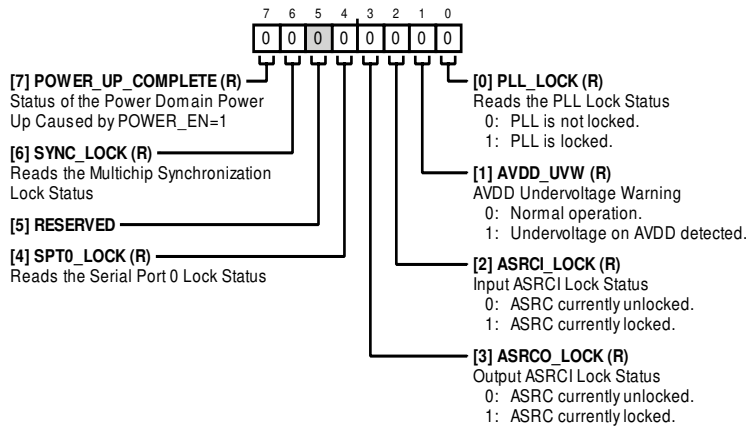 7 6 5 4 3 2 1 0
0 0 0 0 0 0 0 0
[7] POWER_UP_COMPLETE (R)
Status of the Power Domain Power
Up Caused by POWER_EN=1
[6] SYNC_LOCK (R)
Reads the Multichip Synchronization
Lock Status
[5] RESERVED
[4] SPT0_LOCK (R)
Reads the Serial Port 0 Lock Status
[0] PLL_LOCK (R)
Reads the PLL Lock Status
0: PLL is not locked.
1: PLL is locked.
[1] AVDD_UVW (R)
AVDD Undervoltage Warning
0: Normal operation.
1: Undervoltage on AVDD detected.
[2] ASRCI_LOCK (R)
Input ASRCI Lock Status
0: ASRC currently unlocked.
1: ASRC currently locked.
[3] ASRCO_LOCK (R)
Output ASRCI Lock Status
0: ASRC currently unlocked.
1: ASRC currently locked.